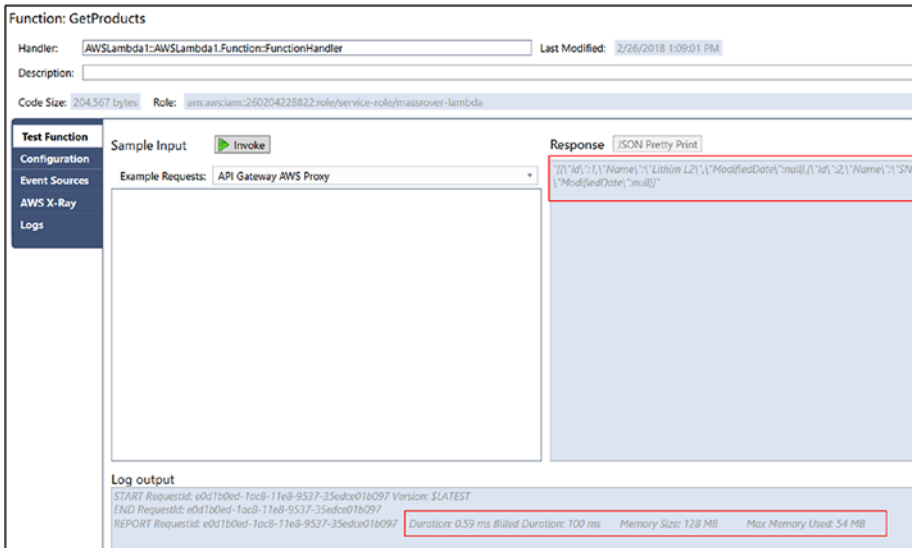 Function: GetProducts
Handler: AWSLambda1::AWSLambda1.Function::FunctionHandler Last Modified: 2/26/2018 1:09:01 PM
Description:
Code Size: 204,567 bytes Role: arn:aws:iam::260204228822:role/service-role/massrover-lambda
Test Function
Configuration
Event Sources
AWS X-Ray
Logs
Sample Input Invoke
Example Requests: API Gateway AWS Proxy
Response JSON Pretty Print
"[{\"Id\":1,\"Name\":\"Lithim L2\",\"ModifiedDate\":null},{\"Id\":2,\"Name\":\"SN
\"ModifiedDate\":null}]"
Log output
START RequestId: e0d1b0ed-1ac8-11e8-9537-35edce01b097 Version: $LATEST
END RequestId: e0d1b0ed-1ac8-11e8-9537-35edce01b097
REPORT RequestId: e0d1b0ed-1ac8-11e8-9537-35edce01b097 Duration: 0.59 ms Billed Duration: 100 ms Memory Size: 128 MB Max Memory Used: 54 MB